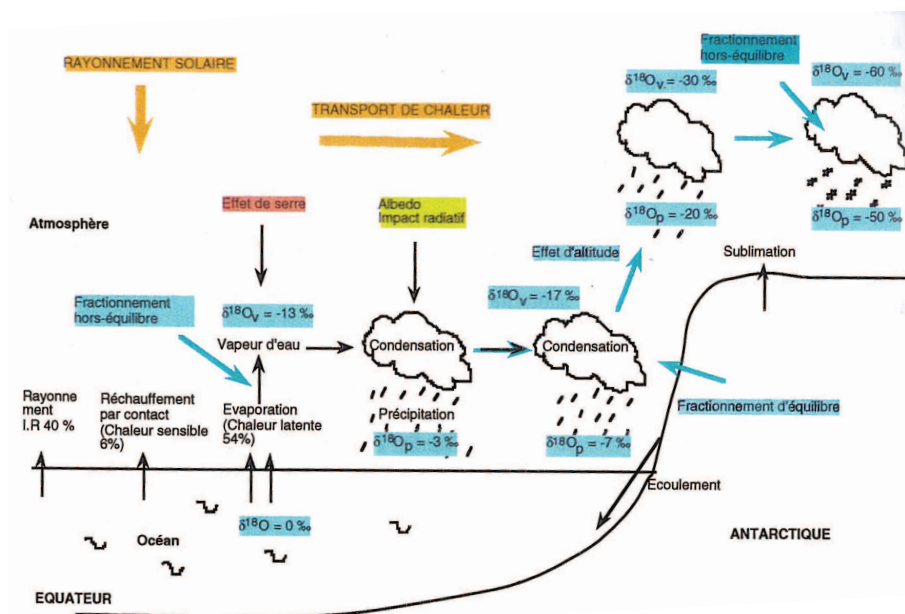 RAYONNEMENT SOLAIRE
TRANSPORT DE CHALEUR
Fractionnement
hors-équilibre
δ¹⁸Oᵥ = -30 ‰
δ¹⁸Oᵥ = -60 ‰
Effet de serre
Albedo
Impact radiatif
Atmosphère
δ¹⁸Oₚ = -20 ‰
δ¹⁸Oₚ = -50 ‰
Effet d'altitude
Sublimation
Fractionnement
hors-équilibre
δ¹⁸Oᵥ = -13 ‰
δ¹⁸Oᵥ = -17 ‰
Vapeur d'eau
Condensation
Condensation
Rayonne
ment
I.R 40 %
Réchauffement
par contact
(Chaleur sensible
6%)
Evaporation
(Chaleur latente
54%)
Précipitation
δ¹⁸Oₚ = -3 ‰
δ¹⁸Oₚ = -7 ‰
Fractionnement d'équilibre
Ecoulement
δ¹⁸O = 0 ‰
Océan
ANTARCTIQUE
EQUATEUR